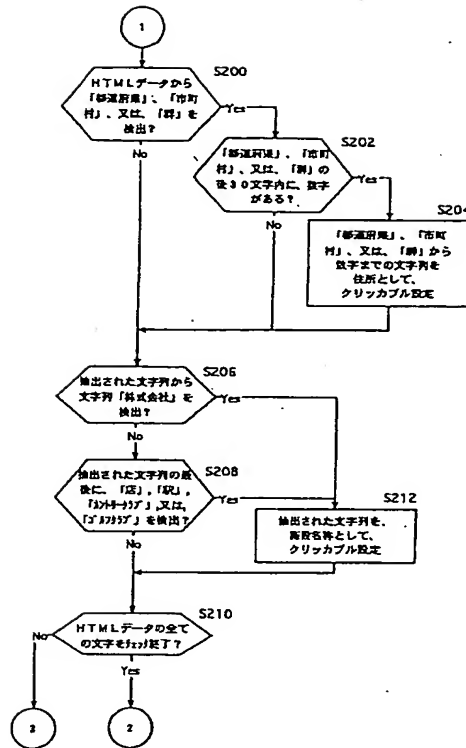 1
S200
HTMLデータから
「都道府県」、「市町
村」、又は、「群」を
検出?
Yes
No
S202
「都道府県」、「市町
村」、又は、「群」の
後30文字内に、数字
がある?
Yes
No
S204
「都道府県」、「市町
村」、又は、「群」から
数字までの文字列を
住所として、
クリッカブル設定
S206
抽出された文字列から
文字列「株式会社」を
検出?
Yes
No
S208
抽出された文字列の最
後に、「店」,「駅」,
「カントリークラブ」,又は、
「ゴルフクラブ」を検出?
Yes
No
S212
抽出された文字列を、
施設名称として、
クリッカブル設定
S210
HTMLデータの全て
の文字をチェック終了?
No
Yes
3
2